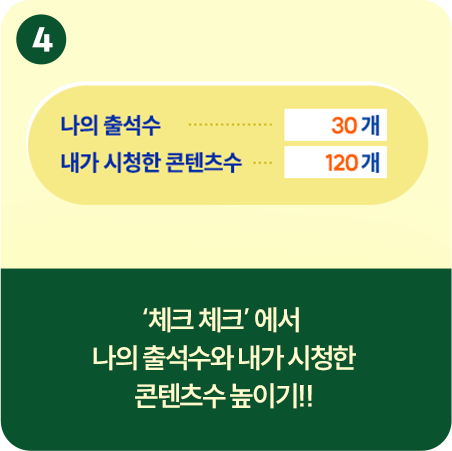 4
나의 출석수 ················ 30 개
내가 시청한 콘텐츠수 ···· 120 개
‘체크 체크’ 에서
나의 출석수와 내가 시청한
콘텐츠수 높이기!!